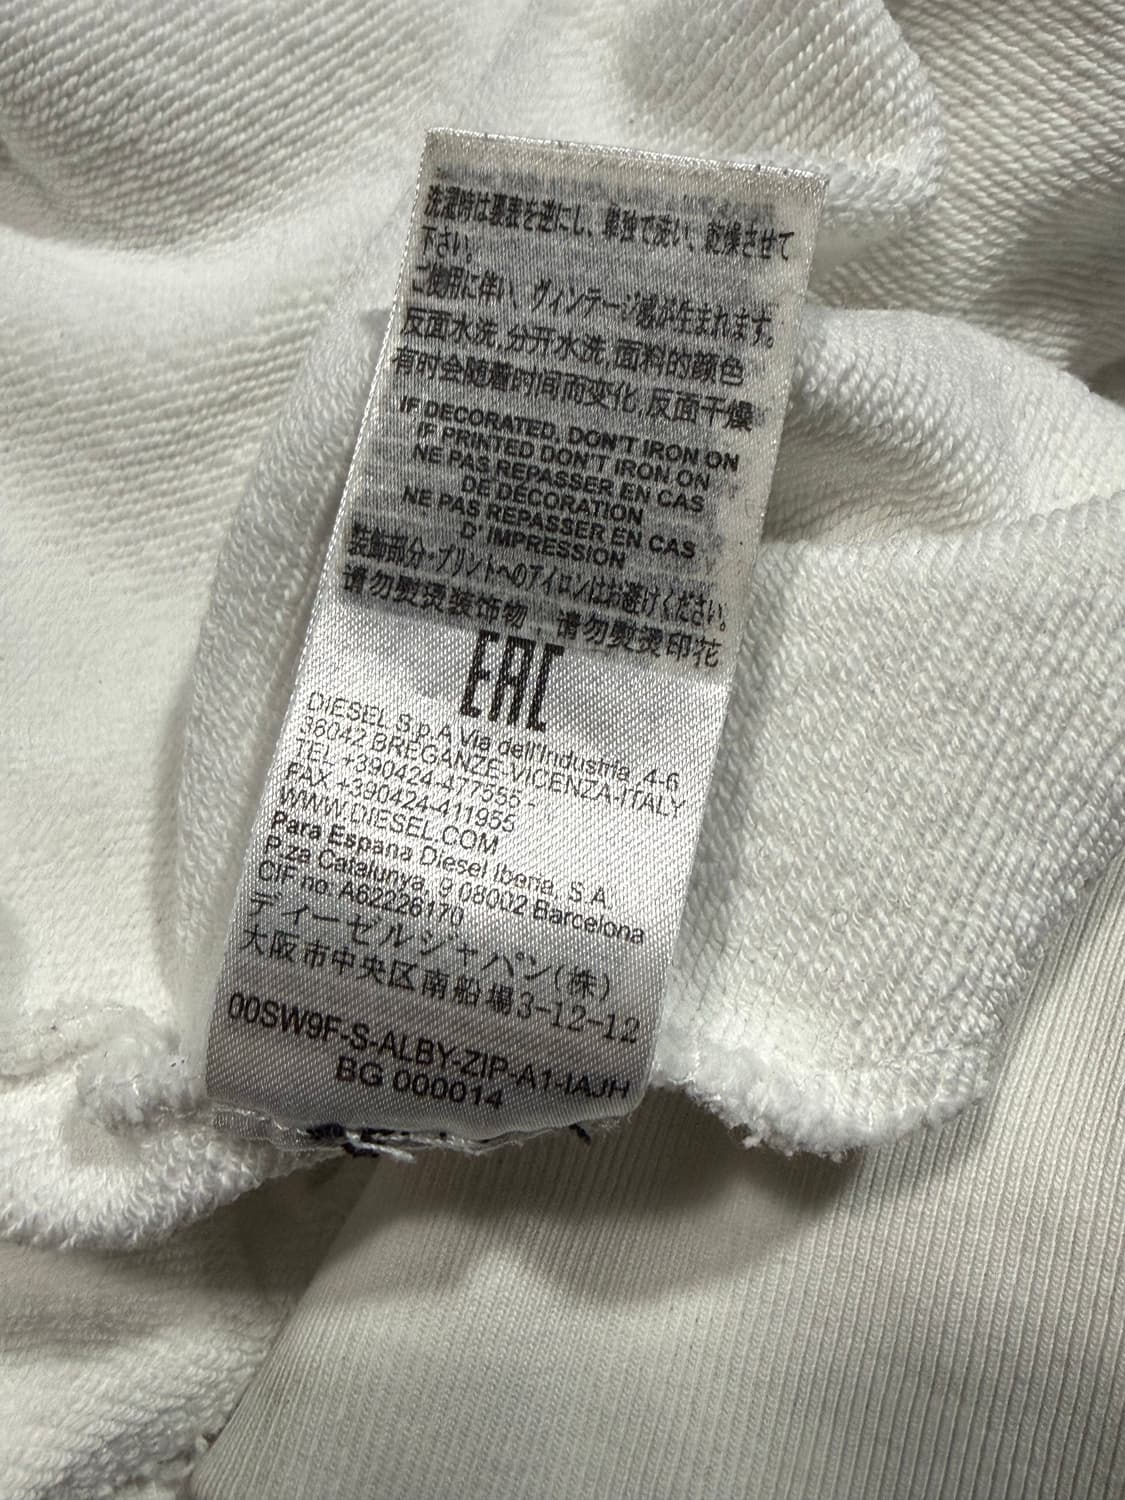 洗濯時は裏返を逆にし、単独で洗い、乾燥させて
下さい。
ご使用に伴い、ヴィンテージ感が生まれます。
反面水洗,分开水洗,面料的颜色
有时会随着时间而变化,反面干燥
IF DECORATED, DON'T IRON ON
IF PRINTED DON'T IRON ON
NE PAS REPASSER EN CAS
DE DECORATION
NE PAS REPASSER EN CAS
D' IMPRESSION
装飾部分・プリントへのアイロンはお避けください。
请勿熨烫装饰物 请勿熨烫印花
EAC
DIESEL S.p.A Via dell'Industria, 4-6
36042 BREGANZE-VICENZA-ITALY
TEL +390424-477555 -
FAX +390424-411955
WWW.DIESEL.COM
Para Espana Diesel Iberia, S.A.
P.za Catalunya, 9 08002 Barcelona
CIF no A62226170
ディーゼルジャパン(株)
大阪市中央区南船場3-12-12
00SW9F-S-ALBY-ZIP-A1-IAJH
BG 000014